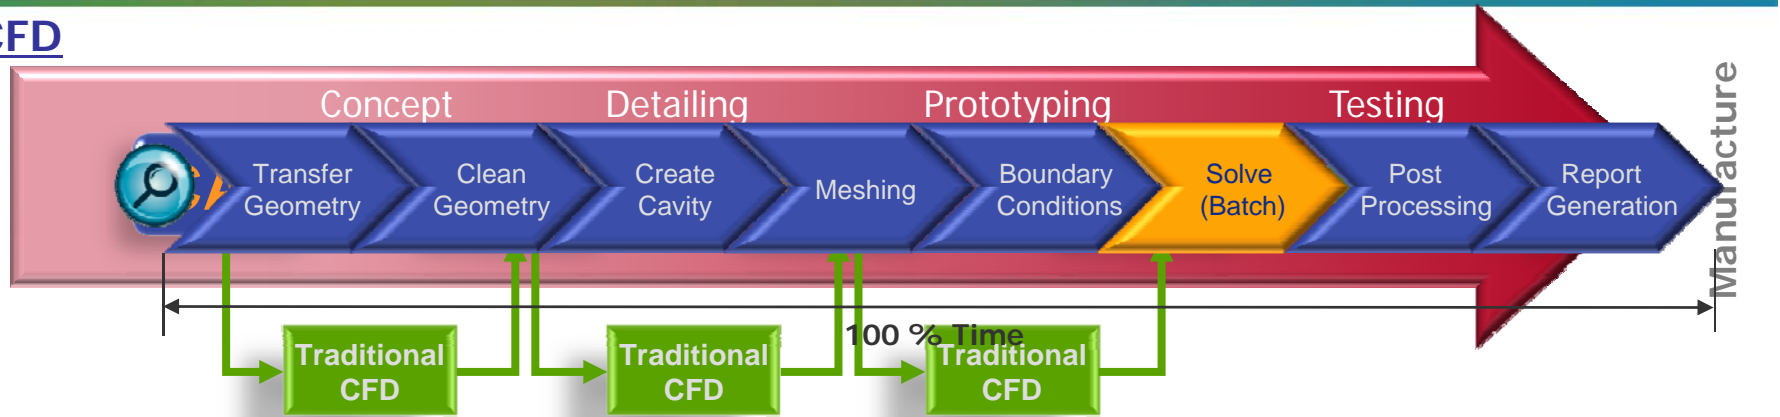 CFD
Concept
Detailing
Prototyping
Testing
Manufacture
Transfer
Geometry
Clean
Geometry
Create
Cavity
Meshing
Boundary
Conditions
Solve
(Batch)
Post
Processing
Report
Generation
100 % Time
Traditional
CFD
Traditional
CFD
Traditional
CFD